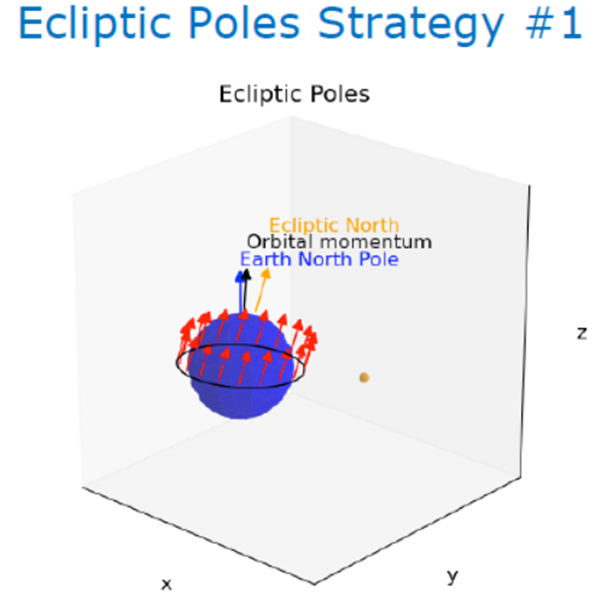 Ecliptic Poles Strategy #1
Ecliptic Poles
Ecliptic North
Orbital momentum
Earth North Pole
z
y
x